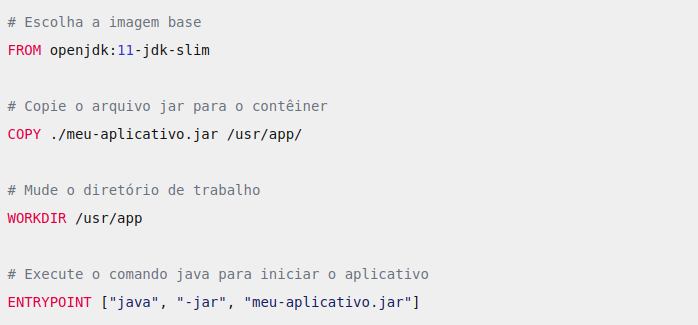 # Escolha a imagem base
FROM openjdk:11-jdk-slim
# Copie o arquivo jar para o contêiner
COPY ./meu-aplicativo.jar /usr/app/
# Mude o diretório de trabalho
WORKDIR /usr/app
# Execute o comando java para iniciar o aplicativo
ENTRYPOINT ["java", "-jar", "meu-aplicativo.jar"]